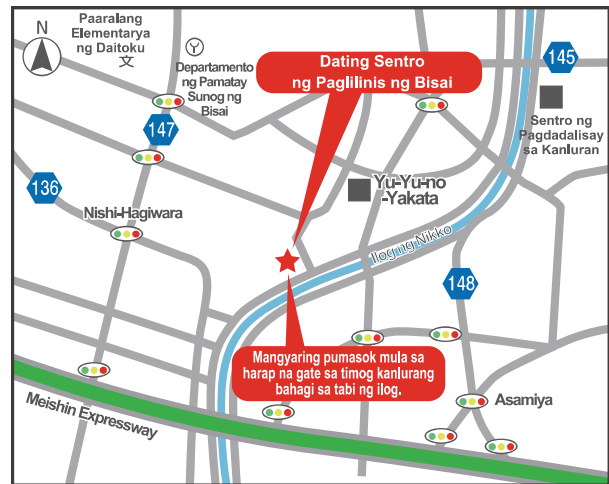 N
Paaralang
Elementarya
ng Daitoku
文
Departamento
ng Pamatay
Sunog ng
Bisai
Dating Sentro
ng Paglilinis ng Bisai
145
Sentro ng
Pagdadalisay
sa Kanluran
147
136
Nishi-Hagiwara
Yu-Yu-no
-Yakata
Ilog ng Nikko
148
Mangyaring pumasok mula sa
harap na gate sa timog kanlurang
bahagi sa tabi ng ilog.
Asamiya
Meishin Expressway